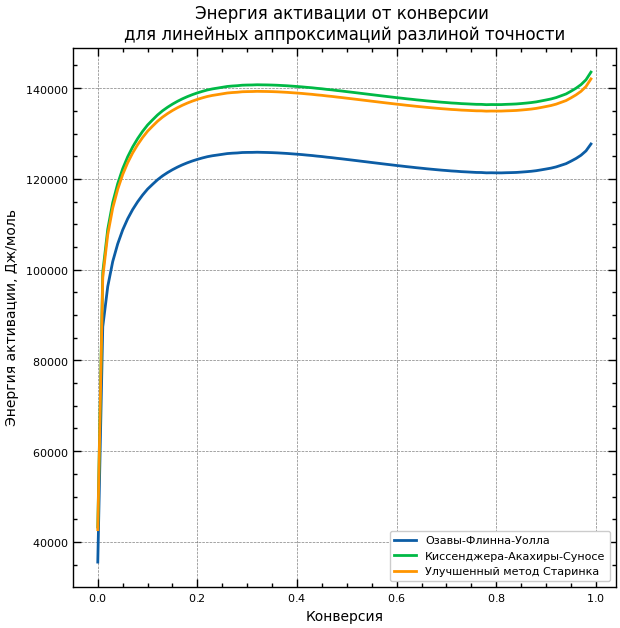 Энергия активации от конверсии
для линейных аппроксимаций разлиной точности
Энергия активации, Дж/моль
140000
120000
100000
80000
60000
40000
0.0 0.2 0.4 0.6 0.8 1.0
Конверсия
Озавы-Флинна-Уолла
Киссенджера-Акахиры-Суносе
Улучшенный метод Старинка